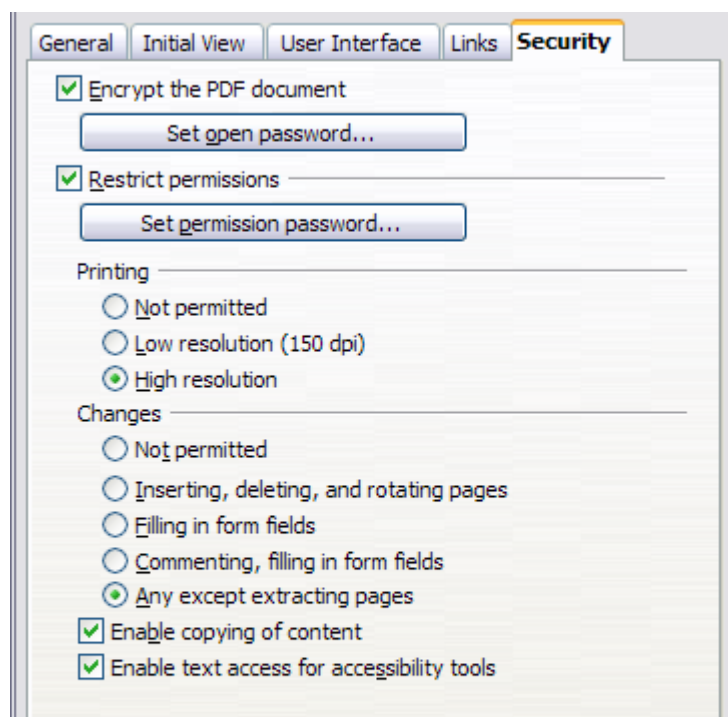 General Initial View User Interface Links Security
Encrypt the PDF document
Set open password...
Restrict permissions
Set permission password...
Printing
Not permitted
Low resolution (150 dpi)
High resolution
Changes
Not permitted
Inserting, deleting, and rotating pages
Filling in form fields
Commenting, filling in form fields
Any except extracting pages
Enable copying of content
Enable text access for accessibility tools